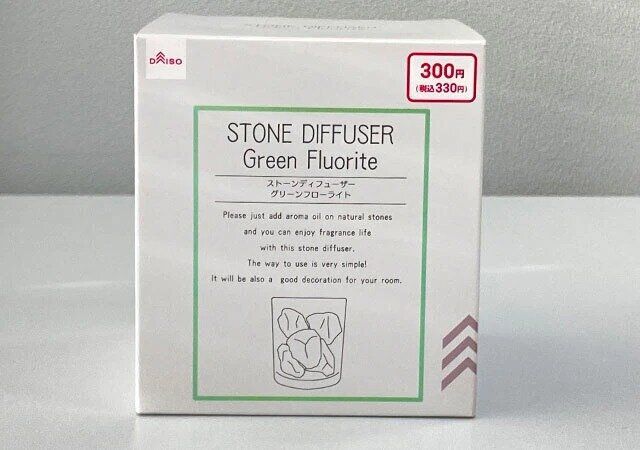 DAISO
300円
(税込330円)
STONE DIFFUSER
Green Fluorite
ストーンディフューザー
グリーンフローライト
Please just add aroma oil on natural stones
and you can enjoy fragrance life
with this stone diffuser.
The way to use is very simple!
It will be also a good decoration for your room.